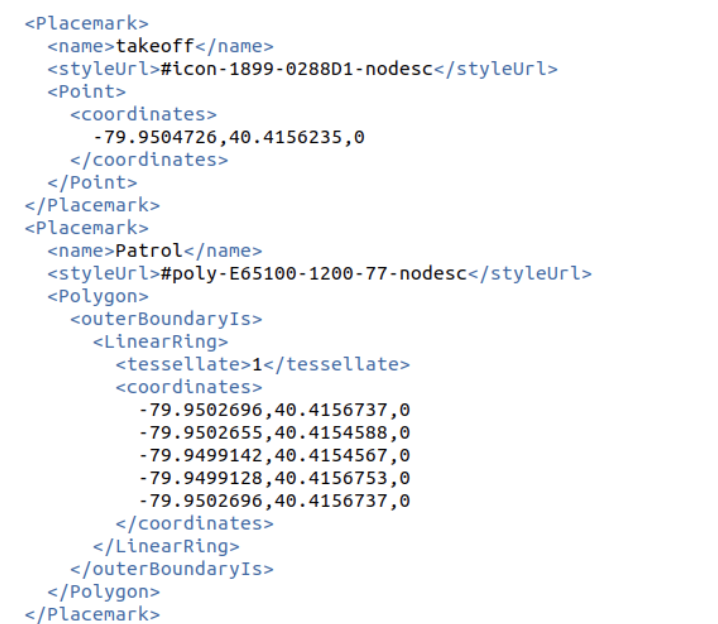 <Placemark>
  <name>takeoff</name>
  <styleUrl>#icon-1899-0288D1-nodesc</styleUrl>
  <Point>
    <coordinates>
      -79.9504726,40.4156235,0
    </coordinates>
  </Point>
</Placemark>
<Placemark>
  <name>Patrol</name>
  <styleUrl>#poly-E65100-1200-77-nodesc</styleUrl>
  <Polygon>
    <outerBoundaryIs>
      <LinearRing>
        <tessellate>1</tessellate>
        <coordinates>
          -79.9502696,40.4156737,0
          -79.9502655,40.4154588,0
          -79.9499142,40.4154567,0
          -79.9499128,40.4156753,0
          -79.9502696,40.4156737,0
        </coordinates>
      </LinearRing>
    </outerBoundaryIs>
  </Polygon>
</Placemark>